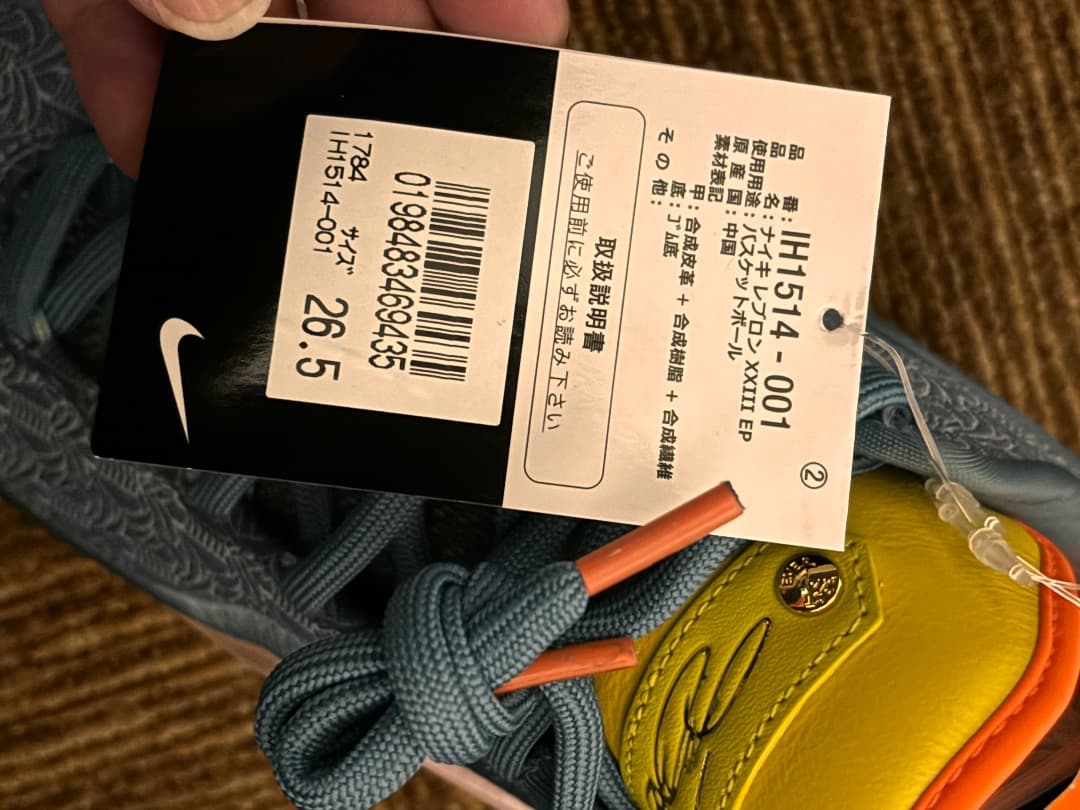 ②
品番：IH1514 - 001
品名：ナイキ レブロン XXIII EP
使用用途：バスケットボール
原産国：中国
素材表記
甲：合成皮革 + 合成樹脂 + 合成繊維
底：ゴム底
その他：
取扱説明書
ご使用前に必ずお読み下さい
0198483469435
1784 サイズ 26.5
IH1514-001